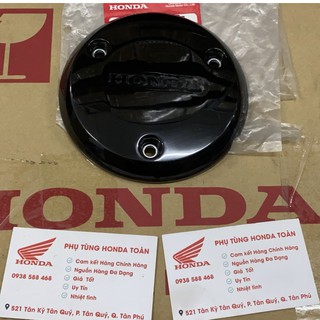 HONDA
HONDA
HONDA
PHỤ TÙNG HONDA TOÀN
Cam kết Hàng Chính Hãng
Nguồn Hàng Đa Dạng
Giá Tốt
Uy Tín
Nhiệt tình
HONDA
0938 588 468
521 Tân Kỳ Tân Quý, P. Tân Quý, Q. Tân Phú
PHỤ TÙNG HONDA TOÀN
Cam kết Hàng Chính Hãng
Nguồn Hàng Đa Dạng
Giá Tốt
Uy Tín
Nhiệt tình
HONDA
0938 588 468
521 Tân Kỳ Tân Quý, P. Tân Quý, Q. Tân Phú